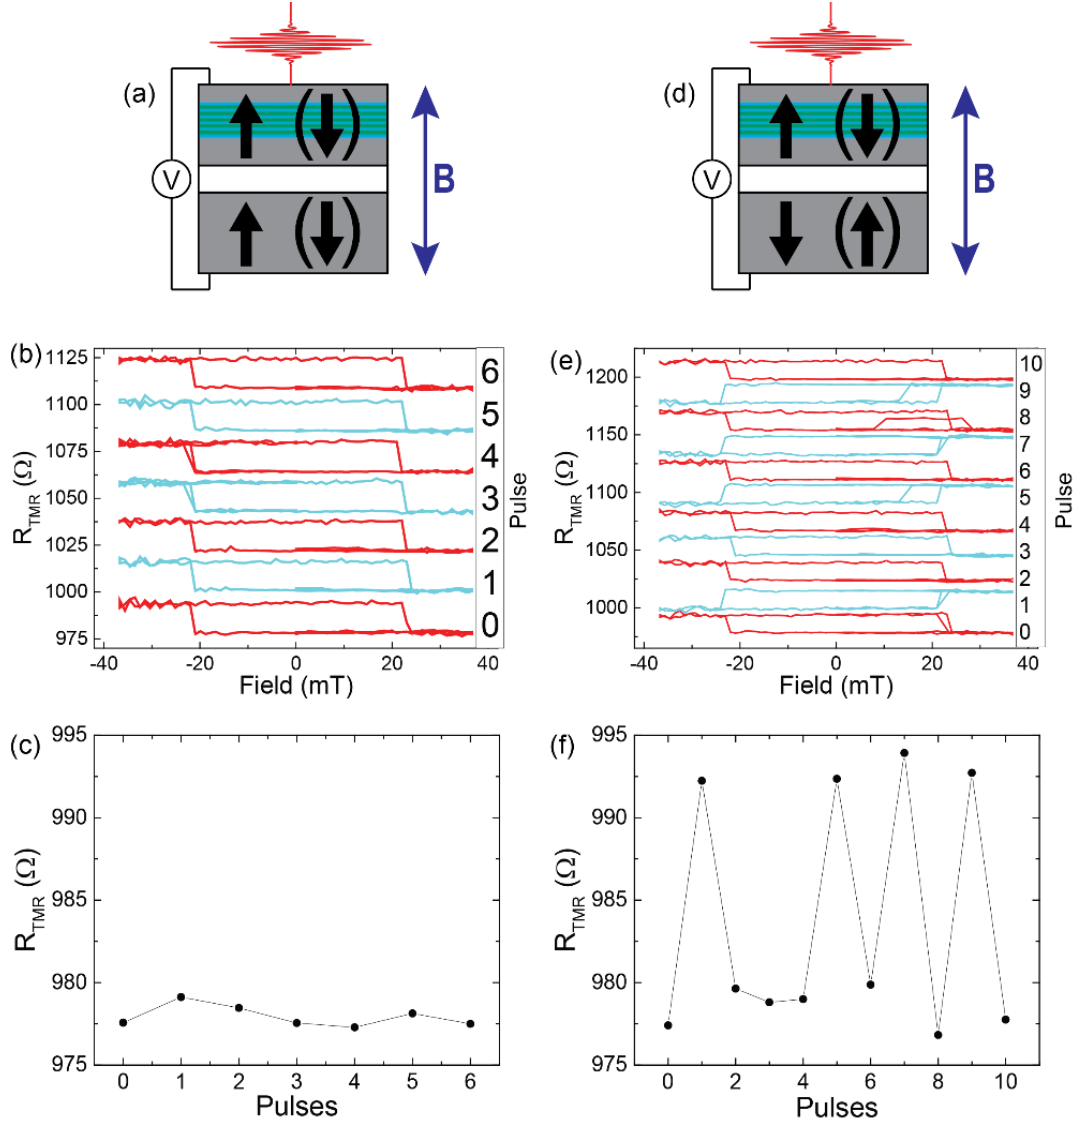 (a)
V
B
(d)
V
B
(b)
1125
1100
1075
1050
1025
1000
975
R_TMR (Ω)
6
5
4
3
2
1
0
Pulse
-40 -20 0 20 40
Field (mT)
(e)
1200
1150
1100
1050
1000
R_TMR (Ω)
10
9
8
7
6
5
4
3
2
1
0
Pulse
-40 -20 0 20 40
Field (mT)
(c)
995
990
985
980
975
R_TMR (Ω)
0 1 2 3 4 5 6
Pulses
(f)
995
990
985
980
975
R_TMR (Ω)
0 2 4 6 8 10
Pulses